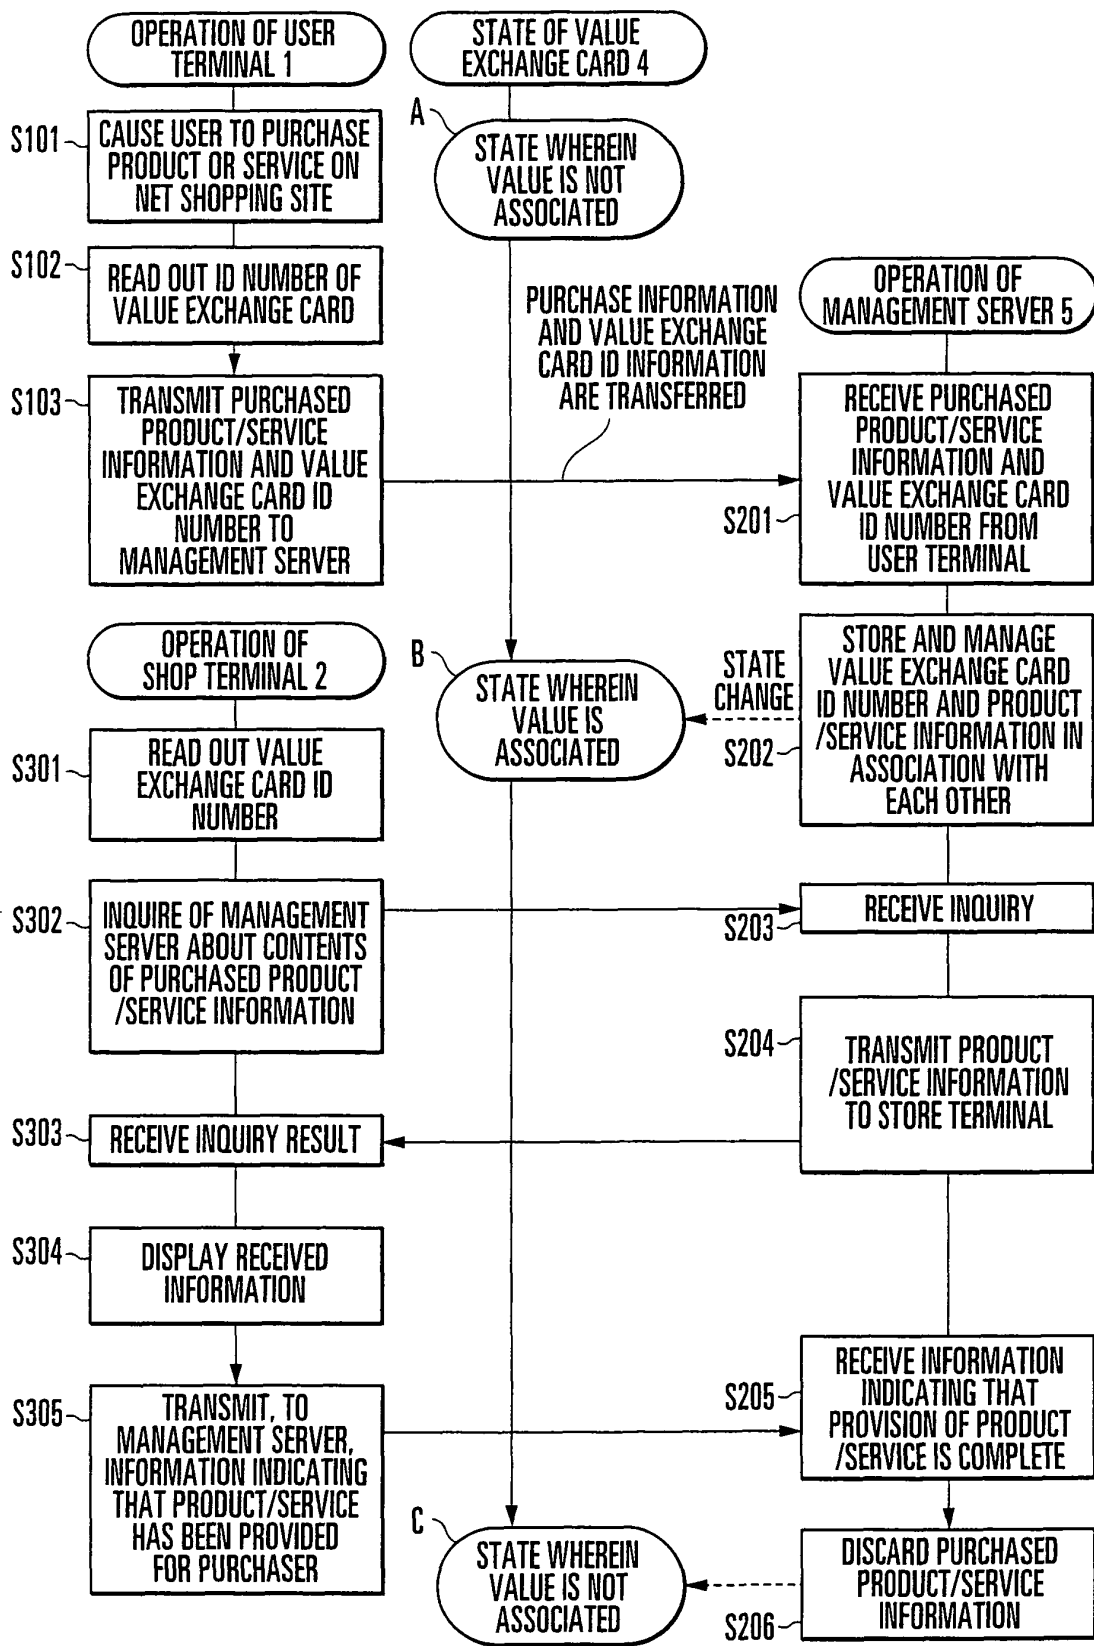 OPERATION OF USER
TERMINAL 1
STATE OF VALUE
EXCHANGE CARD 4
S101
CAUSE USER TO PURCHASE
PRODUCT OR SERVICE ON
NET SHOPPING SITE
A
STATE WHEREIN
VALUE IS NOT
ASSOCIATED
S102
READ OUT ID NUMBER OF
VALUE EXCHANGE CARD
PURCHASE INFORMATION
AND VALUE EXCHANGE
CARD ID INFORMATION
ARE TRANSFERRED
OPERATION OF
MANAGEMENT SERVER 5
S103
TRANSMIT PURCHASED
PRODUCT/SERVICE
INFORMATION AND VALUE
EXCHANGE CARD ID
NUMBER TO
MANAGEMENT SERVER
S201
RECEIVE PURCHASED
PRODUCT/SERVICE
INFORMATION AND
VALUE EXCHANGE CARD
ID NUMBER FROM
USER TERMINAL
OPERATION OF
SHOP TERMINAL 2
B
STATE WHEREIN
VALUE IS
ASSOCIATED
STATE
CHANGE
S202
STORE AND MANAGE
VALUE EXCHANGE CARD
ID NUMBER AND PRODUCT
/SERVICE INFORMATION IN
ASSOCIATION WITH
EACH OTHER
S301
READ OUT VALUE
EXCHANGE CARD ID
NUMBER
S302
INQUIRE OF MANAGEMENT
SERVER ABOUT CONTENTS
OF PURCHASED PRODUCT
/SERVICE INFORMATION
S203
RECEIVE INQUIRY
S204
TRANSMIT PRODUCT
/SERVICE INFORMATION
TO STORE TERMINAL
S303
RECEIVE INQUIRY RESULT
S304
DISPLAY RECEIVED
INFORMATION
S305
TRANSMIT, TO
MANAGEMENT SERVER,
INFORMATION INDICATING
THAT PRODUCT/SERVICE
HAS BEEN PROVIDED
FOR PURCHASER
S205
RECEIVE INFORMATION
INDICATING THAT
PROVISION OF PRODUCT
/SERVICE IS COMPLETE
C
STATE WHEREIN
VALUE IS NOT
ASSOCIATED
S206
DISCARD PURCHASED
PRODUCT/SERVICE
INFORMATION